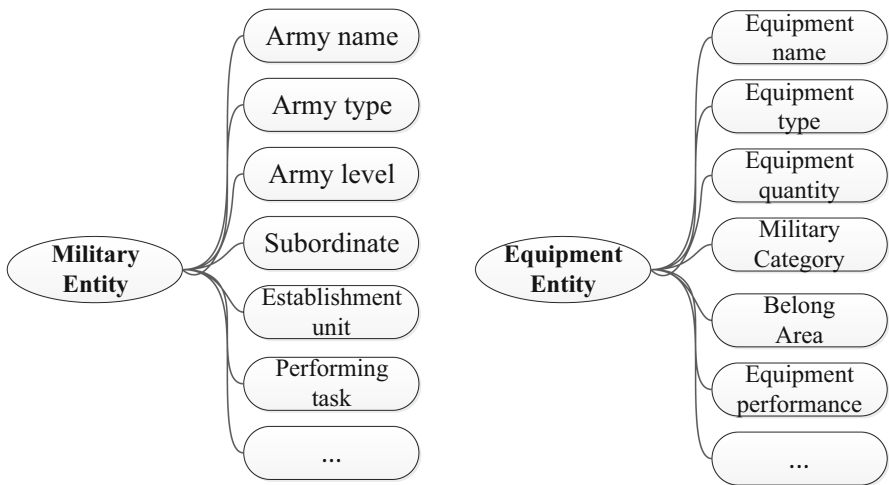 Military
Entity
Army name
Army type
Army level
Subordinate
Establishment
unit
Performing
task
...
Equipment
Entity
Equipment
name
Equipment
type
Equipment
quantity
Military
Category
Belong
Area
Equipment
performance
...